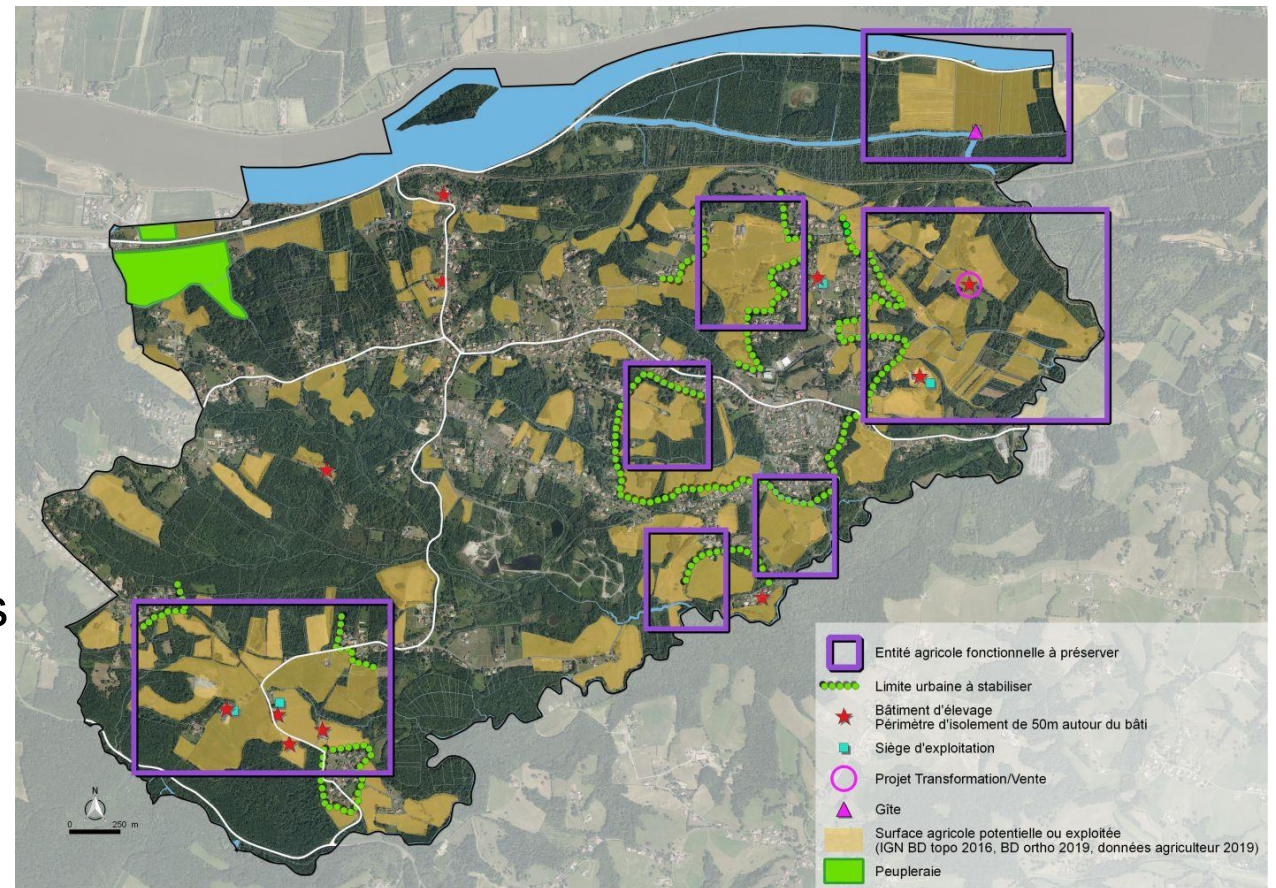 S
N
0 250 m
Entité agricole fonctionnelle à préserver
Limite urbaine à stabiliser
Bâtiment d'élevage
Périmètre d'isolement de 50m autour du bâti
Siège d'exploitation
Projet Transformation/Vente
Gîte
Surface agricole potentielle ou exploitée
(IGN BD topo 2016, BD ortho 2019, données agriculteur 2019)
Peupleraie